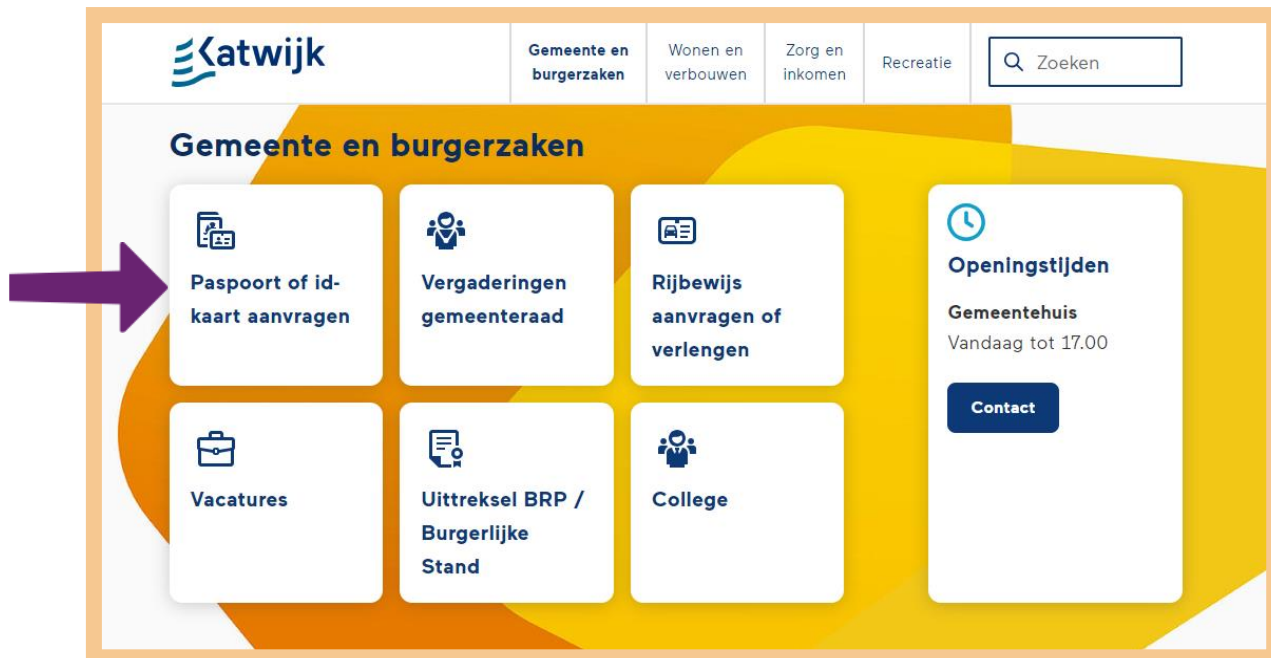 Katwijk
Gemeente en
burgerzaken
Wonen en
verbouwen
Zorg en
inkomen
Recreatie
Zoeken
Gemeente en burgerzaken
Paspoort of id-
kaart aanvragen
Vergaderingen
gemeenteraad
Rijbewijs
aanvragen of
verlengen
Openingstijden
Gemeentehuis
Vandaag tot 17.00
Contact
Vacatures
Uittreksel BRP /
Burgerlijke
Stand
College